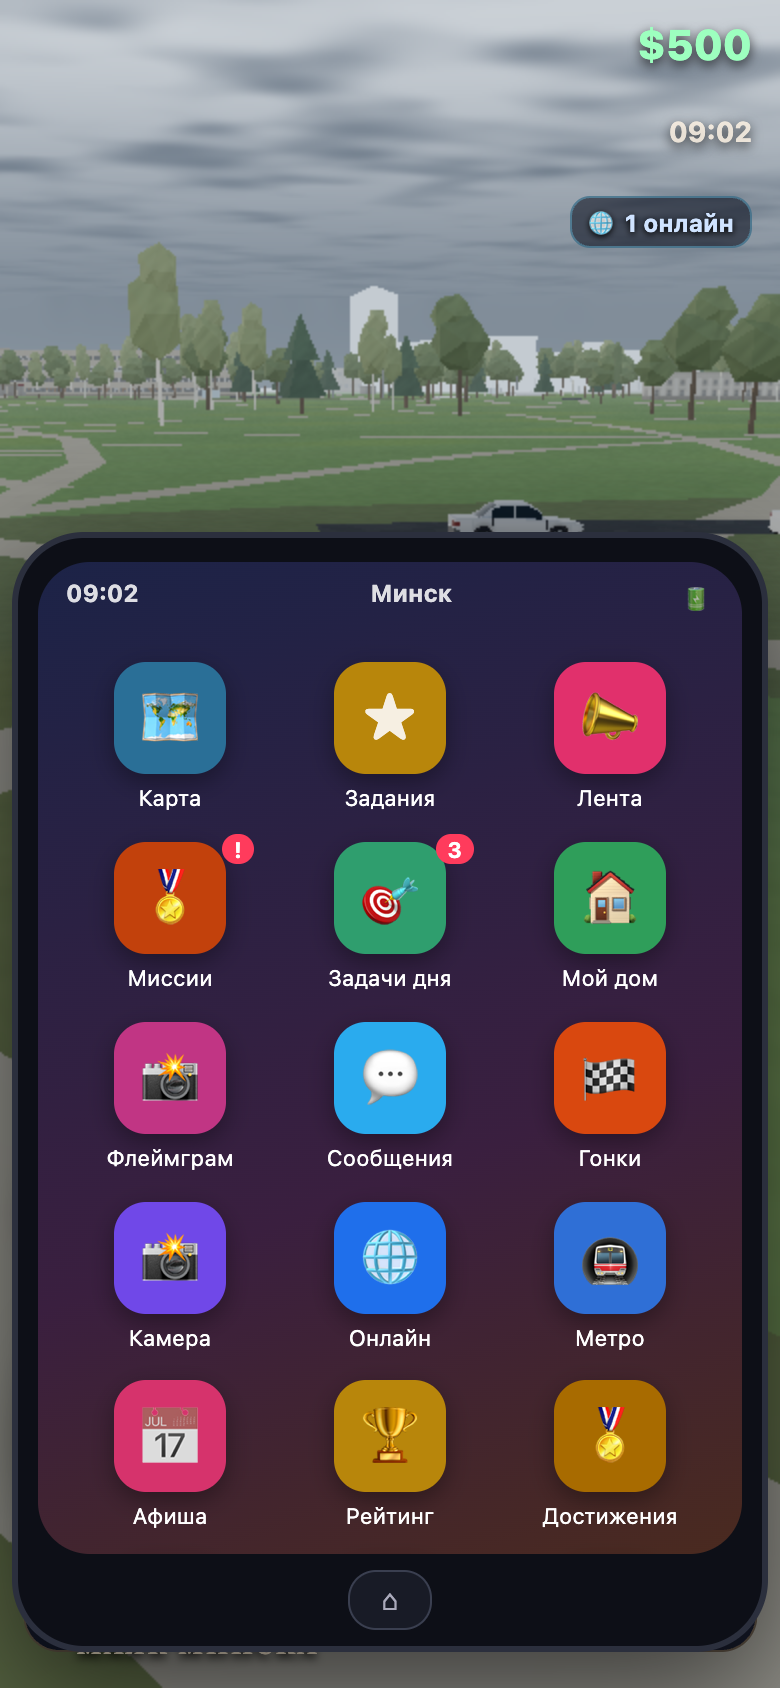 $500
09:02
1 онлайн
09:02 Минск
Карта Задания Лента
! 3
Миссии Задачи дня Мой дом
Флеймграм Сообщения Гонки
Камера Онлайн Метро
JUL
17
Афиша Рейтинг Достижения